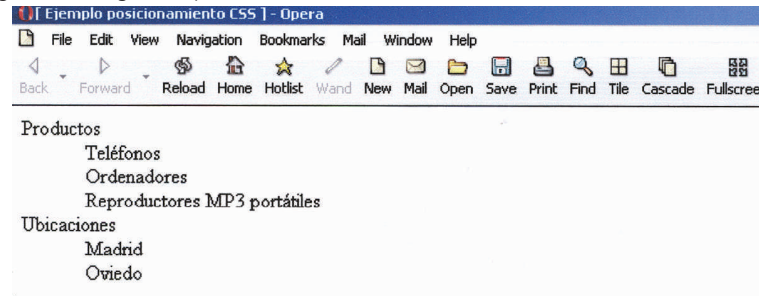 [ Ejemplo posicionamiento CSS ] - Opera
File Edit View Navigation Bookmarks Mail Window Help
Back Forward Reload Home Hotlist Wand New Mail Open Save Print Find Tile Cascade Fullscree
Productos
Teléfonos
Ordenadores
Reproductores MP3 portátiles
Ubicaciones
Madrid
Oviedo